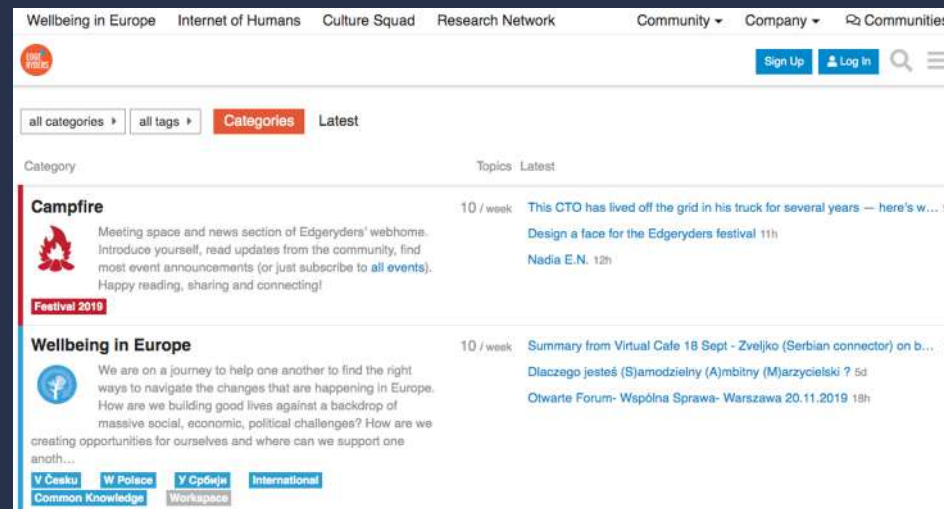 Wellbeing in Europe Internet of Humans Culture Squad Research Network Community Company Communities
EDGE RYDERS
Sign Up Log In
all categories all tags Categories Latest
Category Topics Latest
Campfire
Meeting space and news section of Edgeryders' webhome.
Introduce yourself, read updates from the community, find
most event announcements (or just subscribe to all events).
Happy reading, sharing and connecting!
Festival 2019
10 / week
This CTO has lived off the grid in his truck for several years — here's w...
Design a face for the Edgeryders festival 11h
Nadia E.N. 12h
Wellbeing in Europe
We are on a journey to help one another to find the right
ways to navigate the changes that are happening in Europe.
How are we building good lives against a backdrop of
massive social, economic, political challenges? How are we
creating opportunities for ourselves and where can we support one
anoth...
V Česku W Polsce У Србији International
Common Knowledge Workspace
10 / week
Summary from Virtual Cafe 18 Sept - Zveljko (Serbian connector) on b...
Dlaczego jesteś (S)amodzielny (A)mbitny (M)arzycielski ? 5d
Otwarte Forum- Wspólna Sprawa- Warszawa 20.11.2019 18h